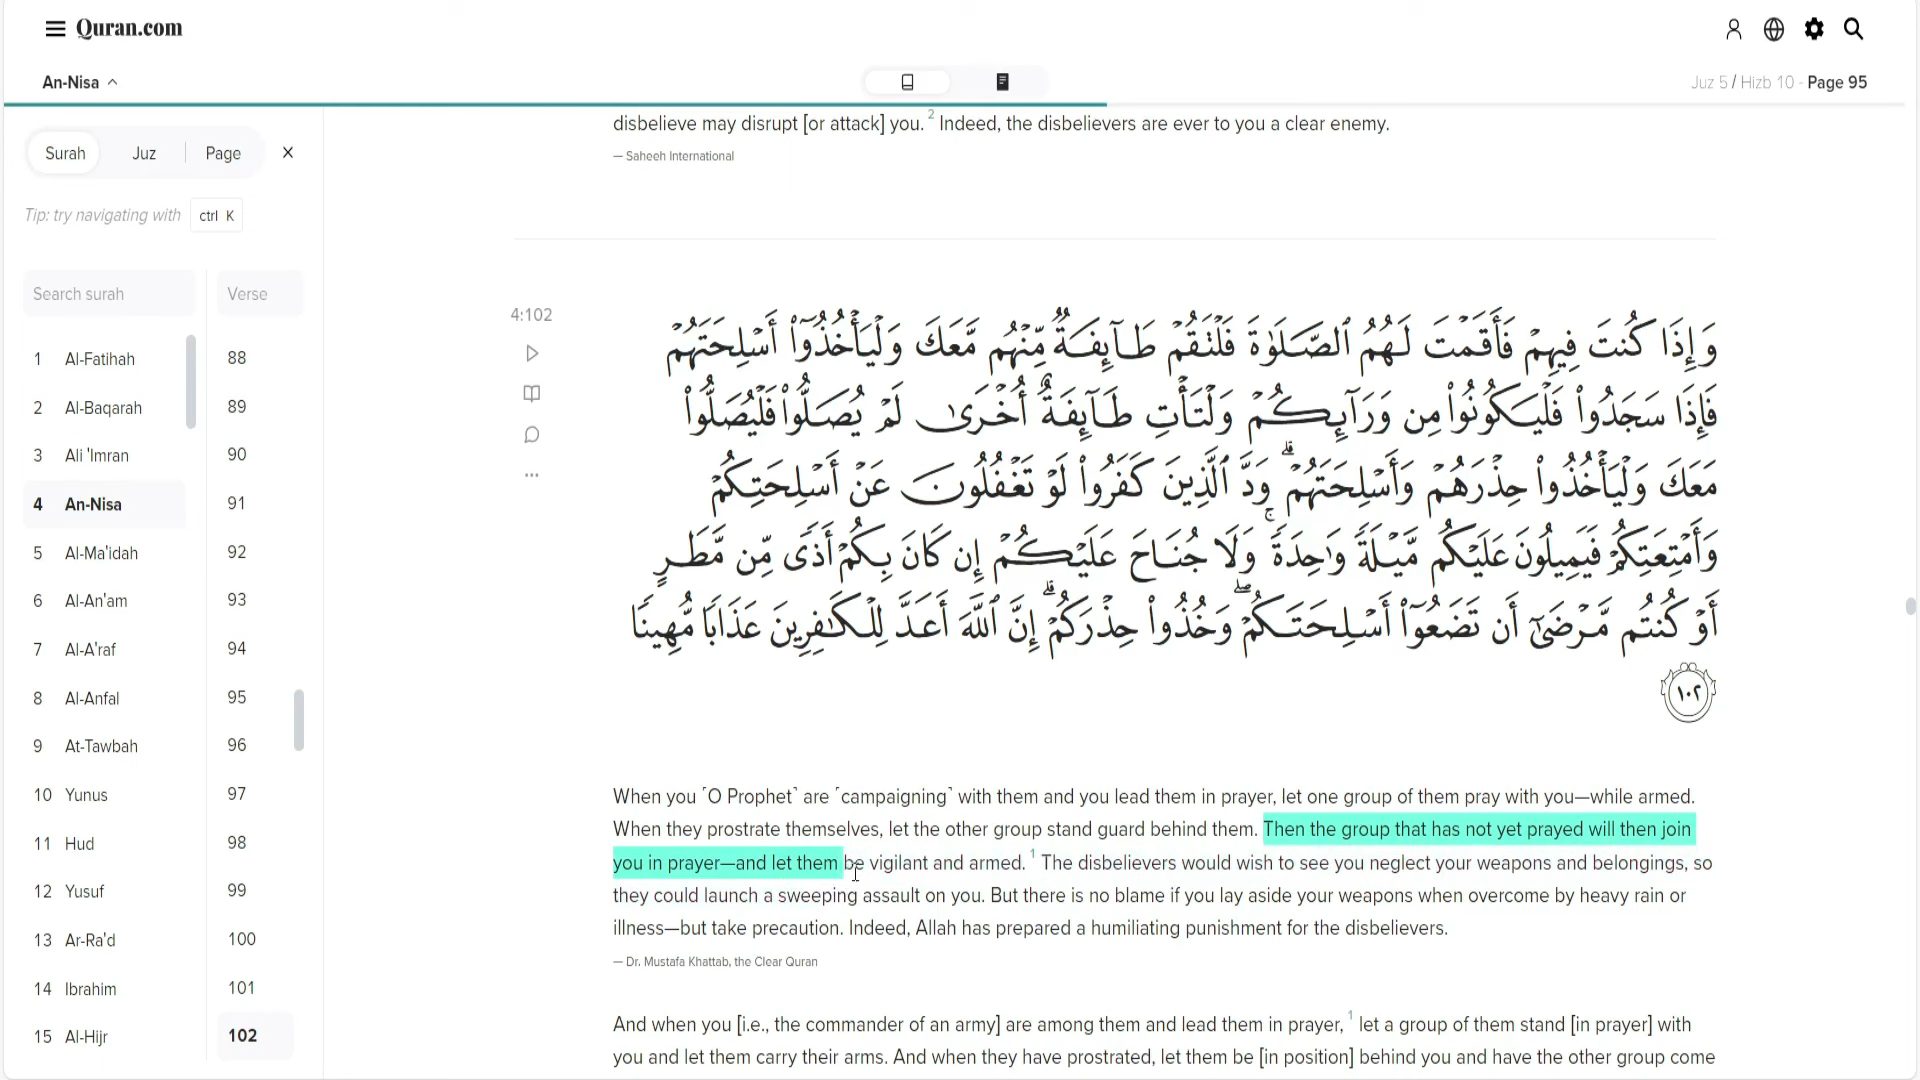 Quran.com
An-Nisa
Juz 5 / Hizb 10 - Page 95
Surah Juz Page
Tip: try navigating with ctrl K
Search surah Verse
1 Al-Fatihah
2 Al-Baqarah
3 Ali 'Imran
4 An-Nisa
5 Al-Ma'idah
6 Al-An'am
7 Al-A'raf
8 Al-Anfal
9 At-Tawbah
10 Yunus
11 Hud
12 Yusuf
13 Ar-Ra'd
14 Ibrahim
15 Al-Hijr
88
89
90
91
92
93
94
95
96
97
98
99
100
101
102
disbelieve may disrupt [or attack] you. 2 Indeed, the disbelievers are ever to you a clear enemy.
— Saheeh International
4:102
وَإِذَا كُنتَ فِيهِمْ فَأَقَمْتَ لَهُمُ ٱلصَّلَوٰةَ فَلْتَقُمْ طَآئِفَةٌ مِّنْهُم مَّعَكَ وَلْيَأْخُذُوٓا۟ أَسْلِحَتَهُمْ
فَإِذَا سَجَدُوا۟ فَلْيَكُونُوا۟ مِن وَرَآئِكُمْ وَلْتَأْتِ طَآئِفَةٌ أُخْرَىٰ لَمْ يُصَلُّوا۟ فَلْيُصَلُّوا۟
مَعَكَ وَلْيَأْخُذُوا۟ حِذْرَهُمْ وَأَسْلِحَتَهُمْ ۗ وَدَّ ٱلَّذِينَ كَفَرُوا۟ لَوْ تَغْفُلُونَ عَنْ أَسْلِحَتِكُمْ
وَأَمْتِعَتِكُمْ فَيَمِيلُونَ عَلَيْكُم مَّيْلَةً وَٰحِدَةً ۚ وَلَا جُنَاحَ عَلَيْكُمْ إِن كَانَ بِكُمْ أَذًى مِّن مَّطَرٍ
أَوْ كُنتُم مَّرْضَىٰٓ أَن تَضَعُوٓا۟ أَسْلِحَتَكُمْ ۖ وَخُذُوا۟ حِذْرَكُمْ ۗ إِنَّ ٱللَّهَ أَعَدَّ لِلْكَٰفِرِينَ عَذَابًا مُّهِينًا
١٠٢
When you ˹O Prophet˺ are ˹campaigning˺ with them and you lead them in prayer, let one group of them pray with you—while armed.
When they prostrate themselves, let the other group stand guard behind them. Then the group that has not yet prayed will then join
you in prayer—and let them be vigilant and armed. 1 The disbelievers would wish to see you neglect your weapons and belongings, so
they could launch a sweeping assault on you. But there is no blame if you lay aside your weapons when overcome by heavy rain or
illness—but take precaution. Indeed, Allah has prepared a humiliating punishment for the disbelievers.
— Dr. Mustafa Khattab, the Clear Quran
And when you [i.e., the commander of an army] are among them and lead them in prayer, 1 let a group of them stand [in prayer] with
you and let them carry their arms. And when they have prostrated, let them be [in position] behind you and have the other group come